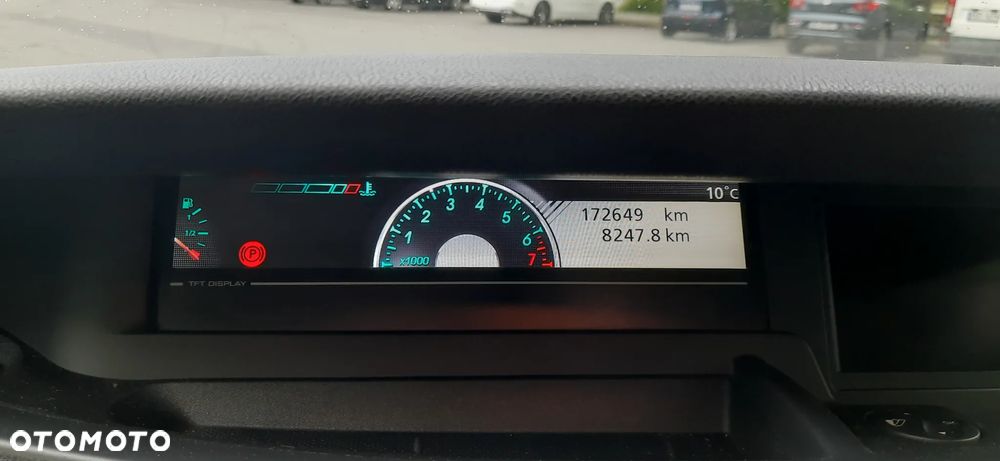 10°C
172649 km
8247.8 km
1
1/2
P
1 2 3 4 5 6 7
x1000
TFT DISPLAY
OTOMOTO